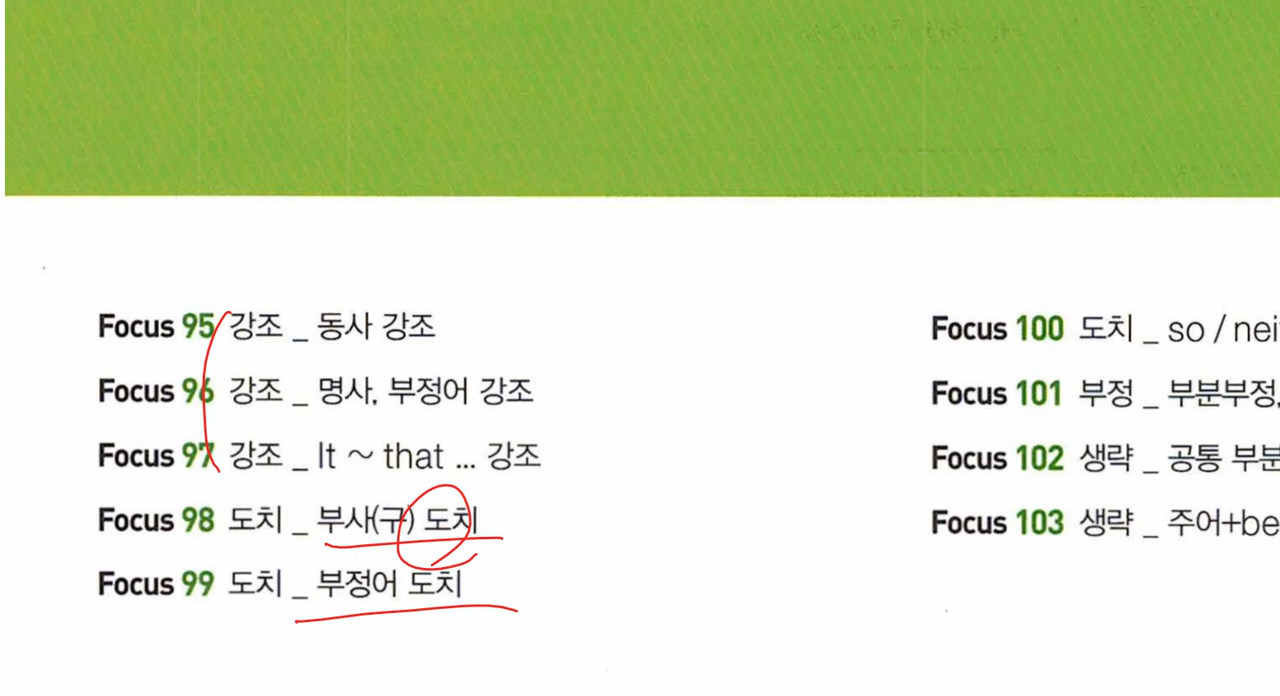 Focus 95 강조 _ 동사 강조
Focus 96 강조 _ 명사, 부정어 강조
Focus 97 강조 _ It ~ that ... 강조
Focus 98 도치 _ 부사(구) 도치
Focus 99 도치 _ 부정어 도치
Focus 100 도치 _ so / nei
Focus 101 부정 _ 부분부정,
Focus 102 생략 _ 공통 부분
Focus 103 생략 _ 주어+be